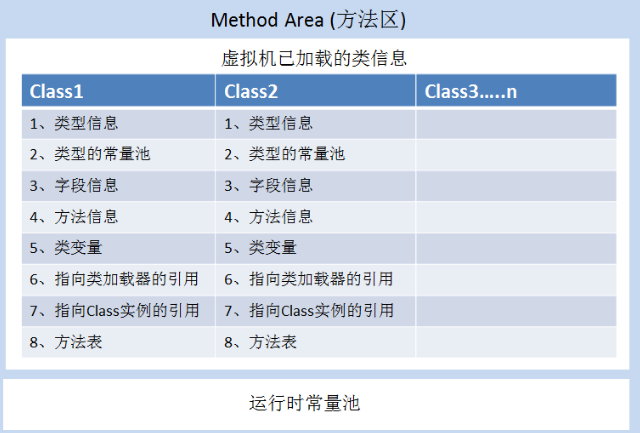 Method Area (方法区)
虚拟机已加载的类信息
Class1 Class2 Class3…..n
1、类型信息 1、类型信息
2、类型的常量池 2、类型的常量池
3、字段信息 3、字段信息
4、方法信息 4、方法信息
5、类变量 5、类变量
6、指向类加载器的引用 6、指向类加载器的引用
7、指向Class实例的引用 7、指向Class实例的引用
8、方法表 8、方法表
运行时常量池